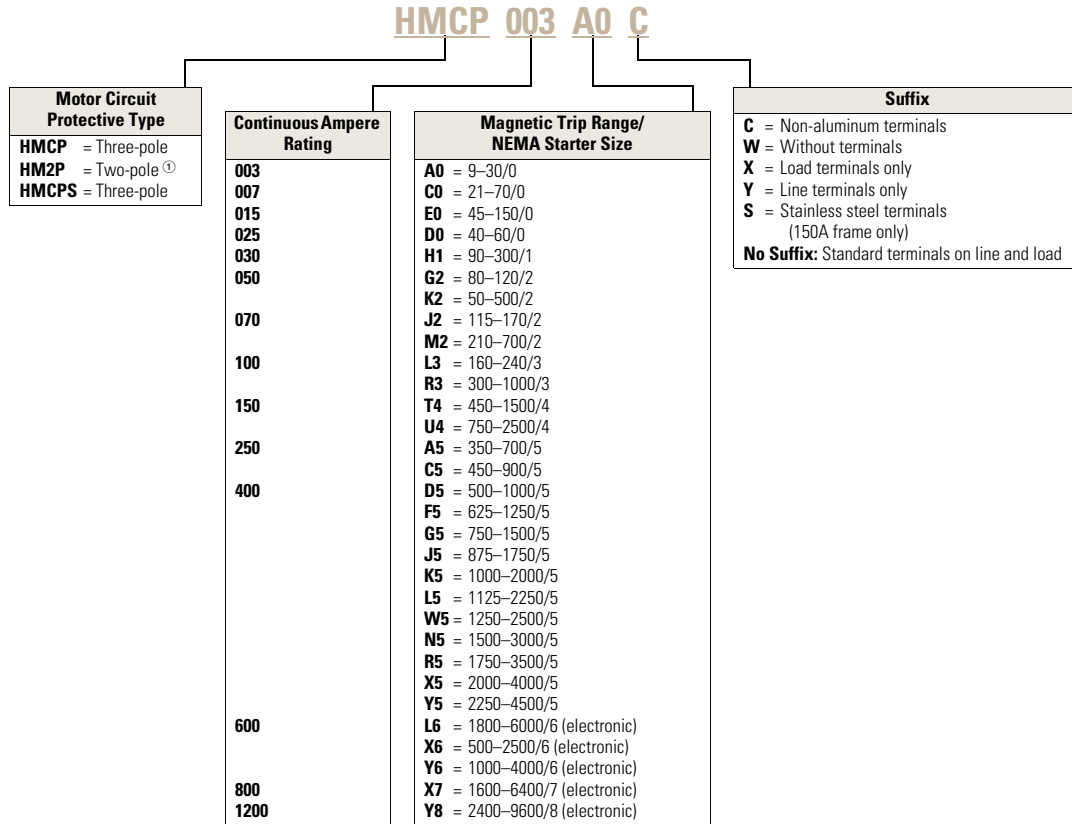 HMCP 003 A0 C
Motor Circuit
Protective Type
HMCP = Three-pole
HM2P = Two-pole ①
HMCPS = Three-pole
Continuous Ampere
Rating
003
007
015
025
030
050
070
100
150
250
400
600
800
1200
Magnetic Trip Range/
NEMA Starter Size
A0 = 9–30/0
C0 = 21–70/0
E0 = 45–150/0
D0 = 40–60/0
H1 = 90–300/1
G2 = 80–120/2
K2 = 50–500/2
J2 = 115–170/2
M2 = 210–700/2
L3 = 160–240/3
R3 = 300–1000/3
T4 = 450–1500/4
U4 = 750–2500/4
A5 = 350–700/5
C5 = 450–900/5
D5 = 500–1000/5
F5 = 625–1250/5
G5 = 750–1500/5
J5 = 875–1750/5
K5 = 1000–2000/5
L5 = 1125–2250/5
W5 = 1250–2500/5
N5 = 1500–3000/5
R5 = 1750–3500/5
X5 = 2000–4000/5
Y5 = 2250–4500/5
L6 = 1800–6000/6 (electronic)
X6 = 500–2500/6 (electronic)
Y6 = 1000–4000/6 (electronic)
X7 = 1600–6400/7 (electronic)
Y8 = 2400–9600/8 (electronic)
Suffix
C = Non-aluminum terminals
W = Without terminals
X = Load terminals only
Y = Line terminals only
S = Stainless steel terminals
(150A frame only)
No Suffix: Standard terminals on line and load